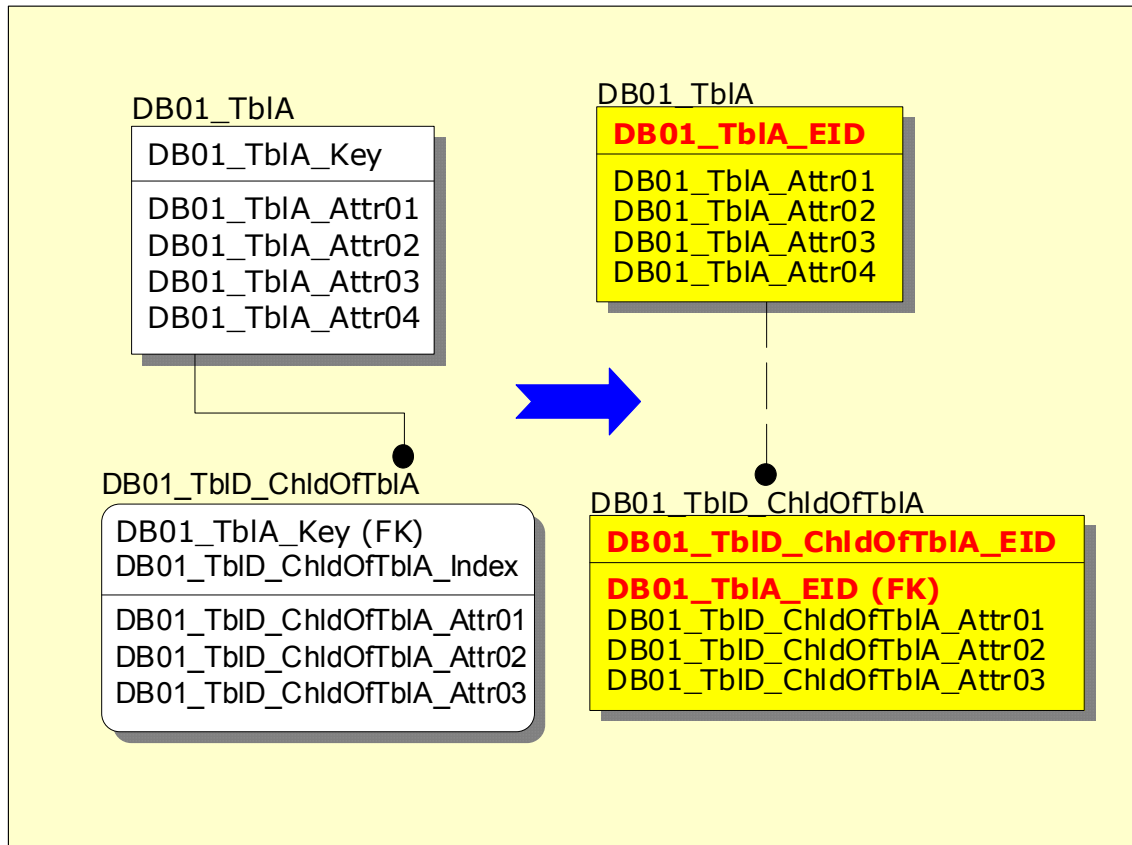 DB01_TblA
DB01_TblA_Key
DB01_TblA_Attr01
DB01_TblA_Attr02
DB01_TblA_Attr03
DB01_TblA_Attr04
DB01_TblD_ChldOfTblA
DB01_TblA_Key (FK)
DB01_TblD_ChldOfTblA_Index
DB01_TblD_ChldOfTblA_Attr01
DB01_TblD_ChldOfTblA_Attr02
DB01_TblD_ChldOfTblA_Attr03
DB01_TblA
DB01_TblA_EID
DB01_TblA_Attr01
DB01_TblA_Attr02
DB01_TblA_Attr03
DB01_TblA_Attr04
DB01_TblD_ChldOfTblA
DB01_TblD_ChldOfTblA_EID
DB01_TblA_EID (FK)
DB01_TblD_ChldOfTblA_Attr01
DB01_TblD_ChldOfTblA_Attr02
DB01_TblD_ChldOfTblA_Attr03